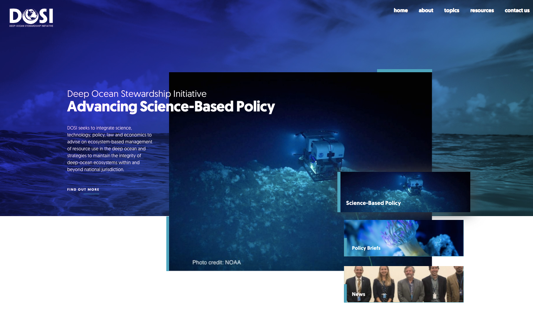 DOSI
home about topics resources contact us
Deep Ocean Stewardship Initiative
Advancing Science-Based Policy
DOSI seeks to integrate science,
technology, policy, law and economics to
advise on ecosystem-based management
of resource use in the deep ocean and
strategies to maintain the integrity of
deep-ocean ecosystems within and
beyond national jurisdiction.
FIND OUT MORE
Science-Based Policy
Policy Briefs
Photo credit: NOAA
News